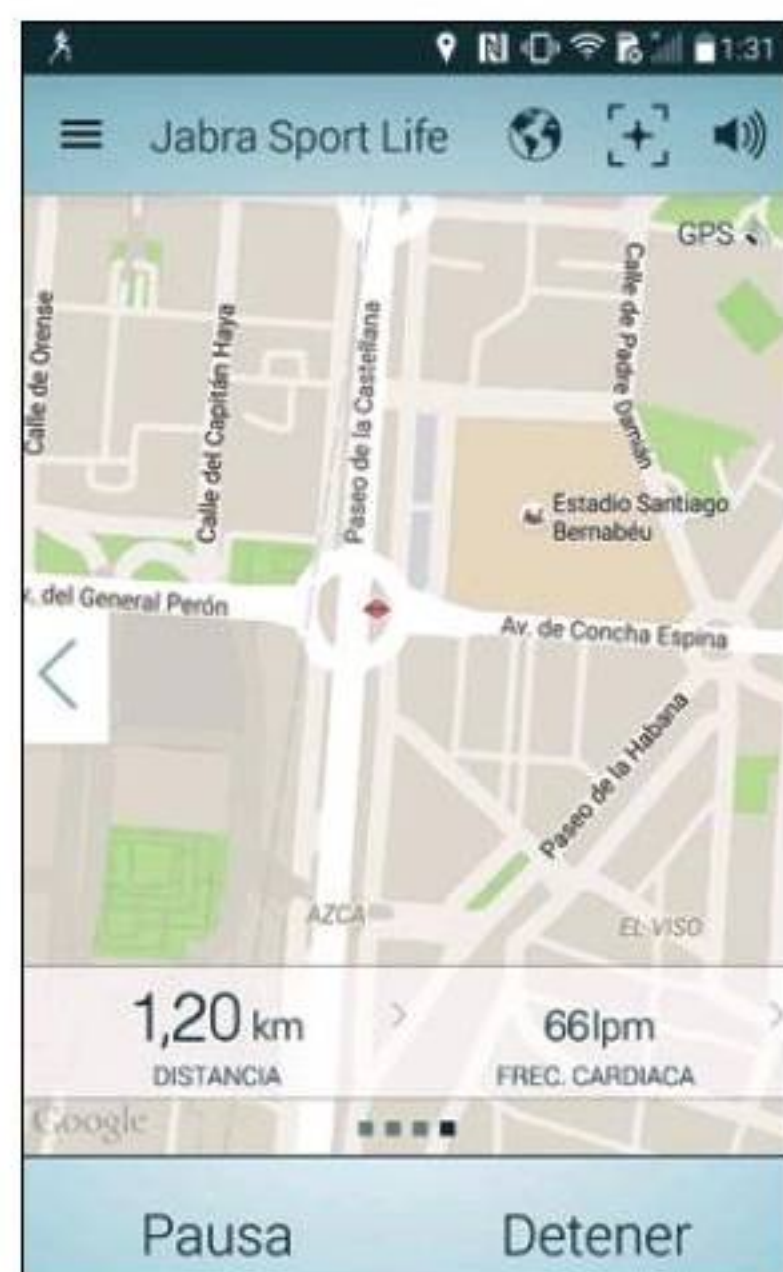 1:31
Jabra Sport Life
GPS
Calle de Orense
Calle del Capitán Haya
Paseo de la Castellana
Calle de Padre Damián
Estadio Santiago
Bernabéu
. del General Perón
Av. de Concha Espina
Paseo de la Habana
AZCA
EL VISO
1,20 km
66lpm
DISTANCIA
FREC. CARDIACA
Google
Pausa
Detener